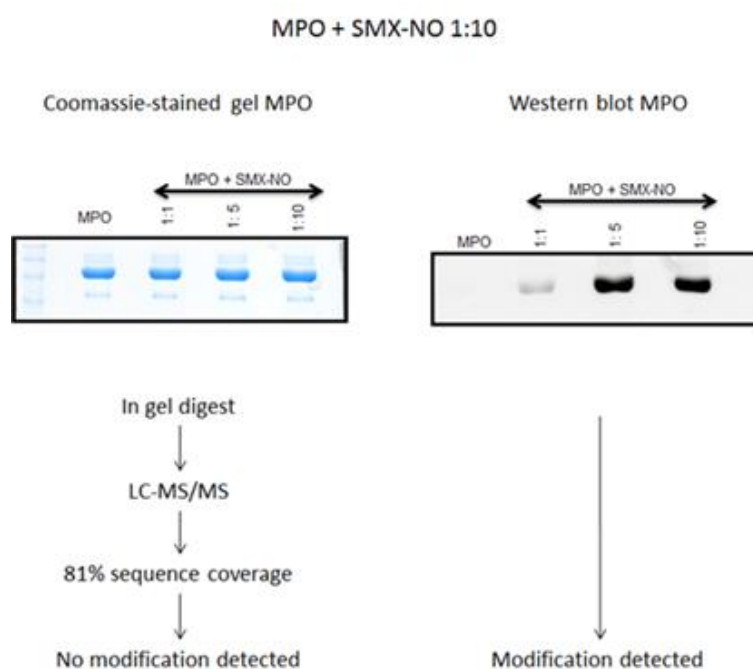 MPO + SMX-NO 1:10
Coomassie-stained gel MPO
MPO + SMX-NO
MPO
1:1
1: 5
1:10
In gel digest
LC-MS/MS
81% sequence coverage
No modification detected
Western blot MPO
MPO + SMX-NO
MPO
1:1
1: 5
1:10
Modification detected